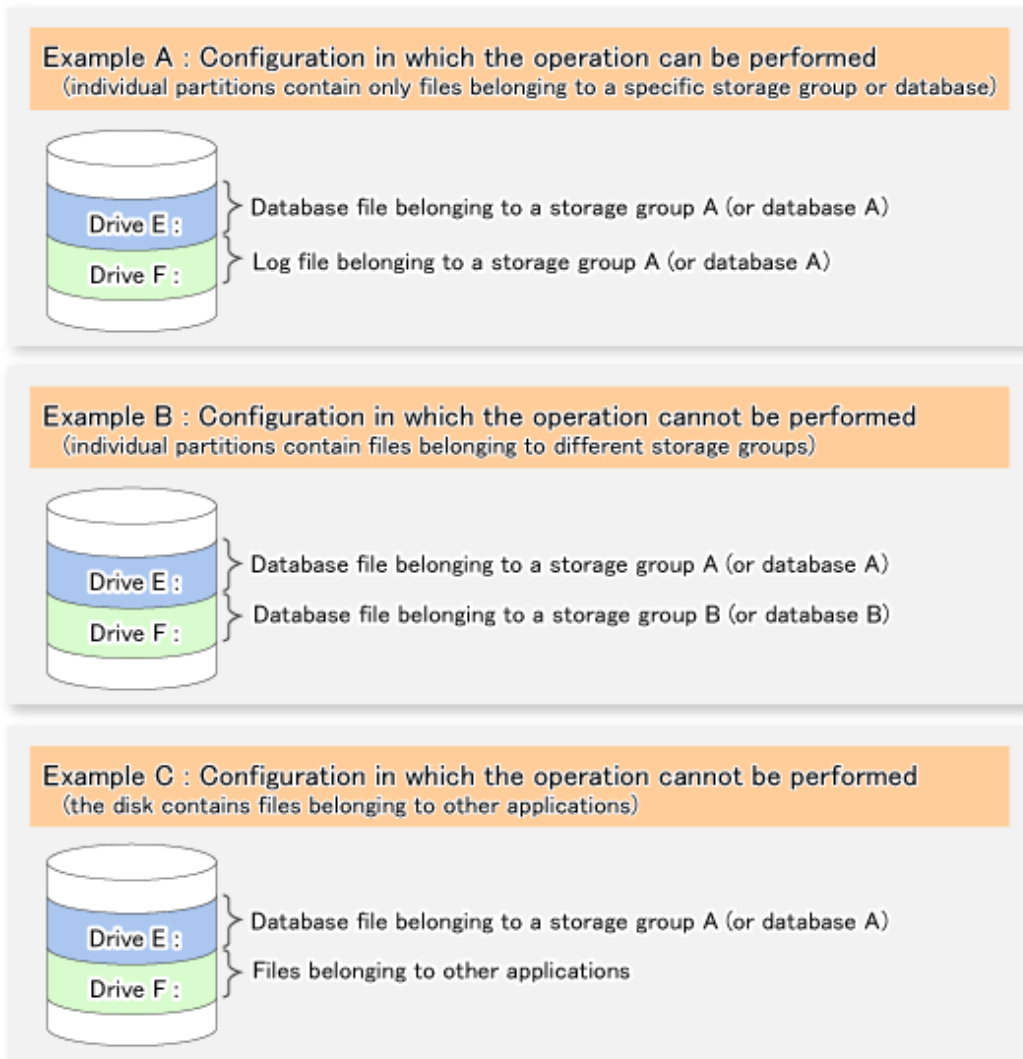 Example A : Configuration in which the operation can be performed
(individual partitions contain only files belonging to a specific storage group or database)
Drive E :
Database file belonging to a storage group A (or database A)
Drive F :
Log file belonging to a storage group A (or database A)
Example B : Configuration in which the operation cannot be performed
(individual partitions contain files belonging to different storage groups)
Drive E :
Database file belonging to a storage group A (or database A)
Drive F :
Database file belonging to a storage group B (or database B)
Example C : Configuration in which the operation cannot be performed
(the disk contains files belonging to other applications)
Drive E :
Database file belonging to a storage group A (or database A)
Drive F :
Files belonging to other applications